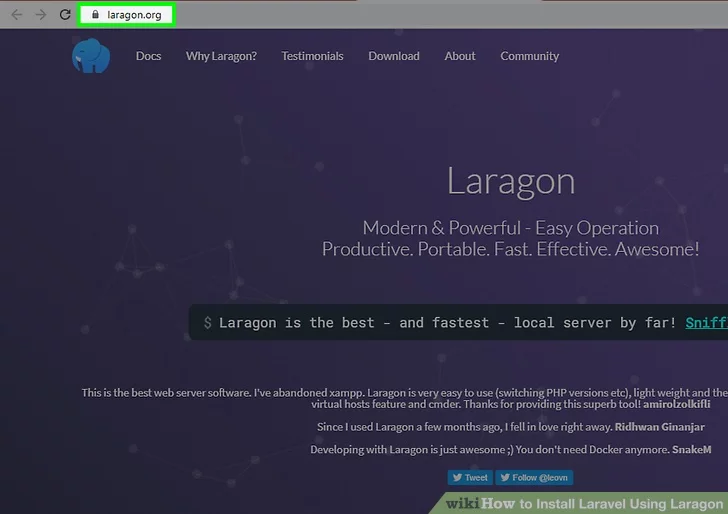 laragon.org
Docs Why Laragon? Testimonials Download About Community
Laragon
Modern & Powerful - Easy Operation
Productive. Portable. Fast. Effective. Awesome!
$ Laragon is the best - and fastest - local server by far! Sniff
This is the best web server software. I've abandoned xampp. Laragon is very easy to use (switching PHP versions etc), light weight and the
virtual hosts feature and cmder. Thanks for providing this superb tool! amirolzolkifli
Since I used Laragon a few months ago, I fell in love right away. Ridhwan Ginanjar
Developing with Laragon is just awesome ;) You don't need Docker anymore. SnakeM
Tweet Follow @leovn
wikiHow to Install Laravel Using Laragon